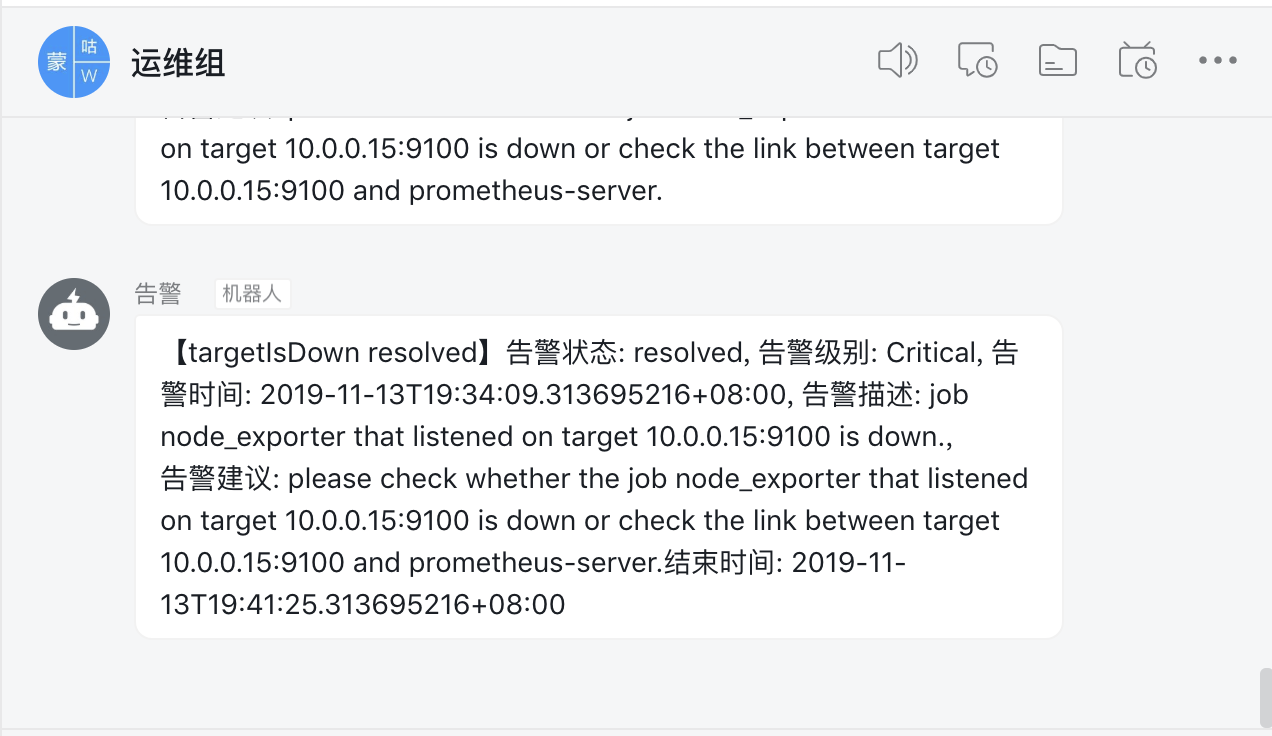 蒙
咕
W
运维组
on target 10.0.0.15:9100 is down or check the link between target
10.0.0.15:9100 and prometheus-server.
告警 机器人
【targetIsDown resolved】告警状态: resolved, 告警级别: Critical, 告
警时间: 2019-11-13T19:34:09.313695216+08:00, 告警描述: job
node_exporter that listened on target 10.0.0.15:9100 is down.,
告警建议: please check whether the job node_exporter that listened
on target 10.0.0.15:9100 is down or check the link between target
10.0.0.15:9100 and prometheus-server.结束时间: 2019-11-
13T19:41:25.313695216+08:00